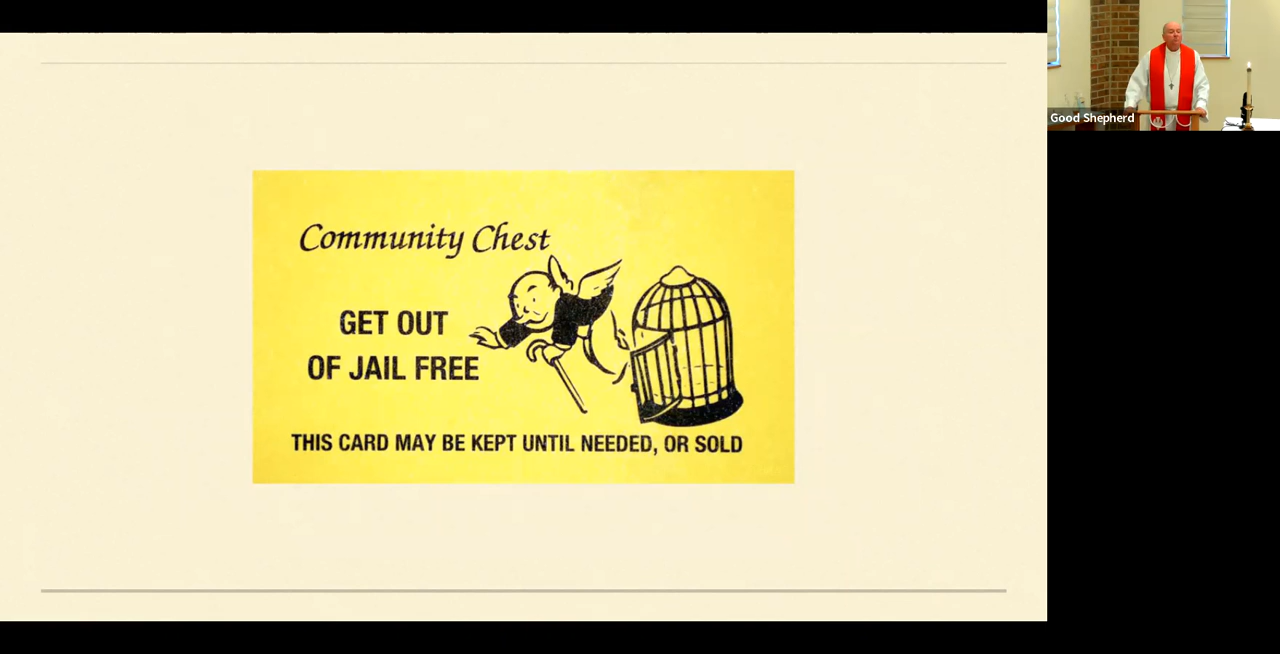 Community Chest
GET OUT
OF JAIL FREE
THIS CARD MAY BE KEPT UNTIL NEEDED, OR SOLD
Good Shepherd